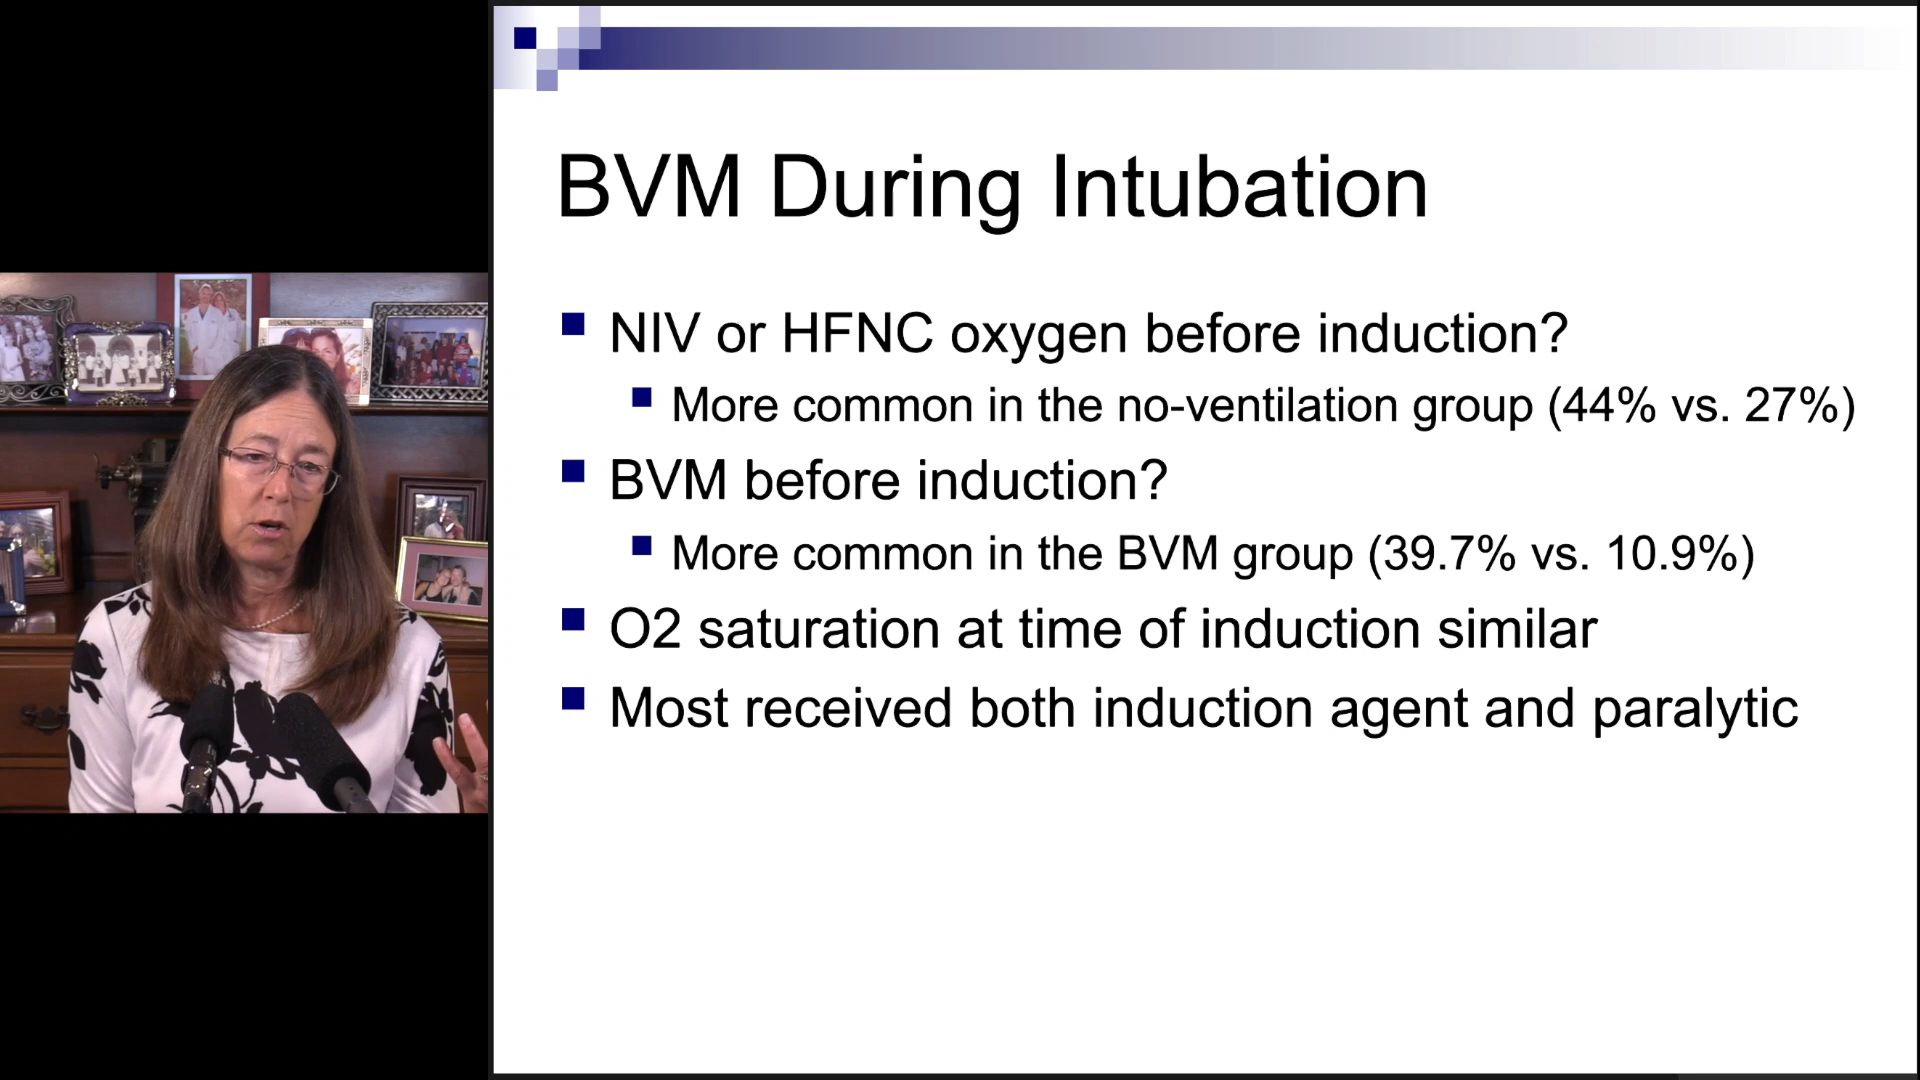 BVM During Intubation
NIV or HFNC oxygen before induction?
More common in the no-ventilation group (44% vs. 27%)
BVM before induction?
More common in the BVM group (39.7% vs. 10.9%)
O2 saturation at time of induction similar
Most received both induction agent and paralytic